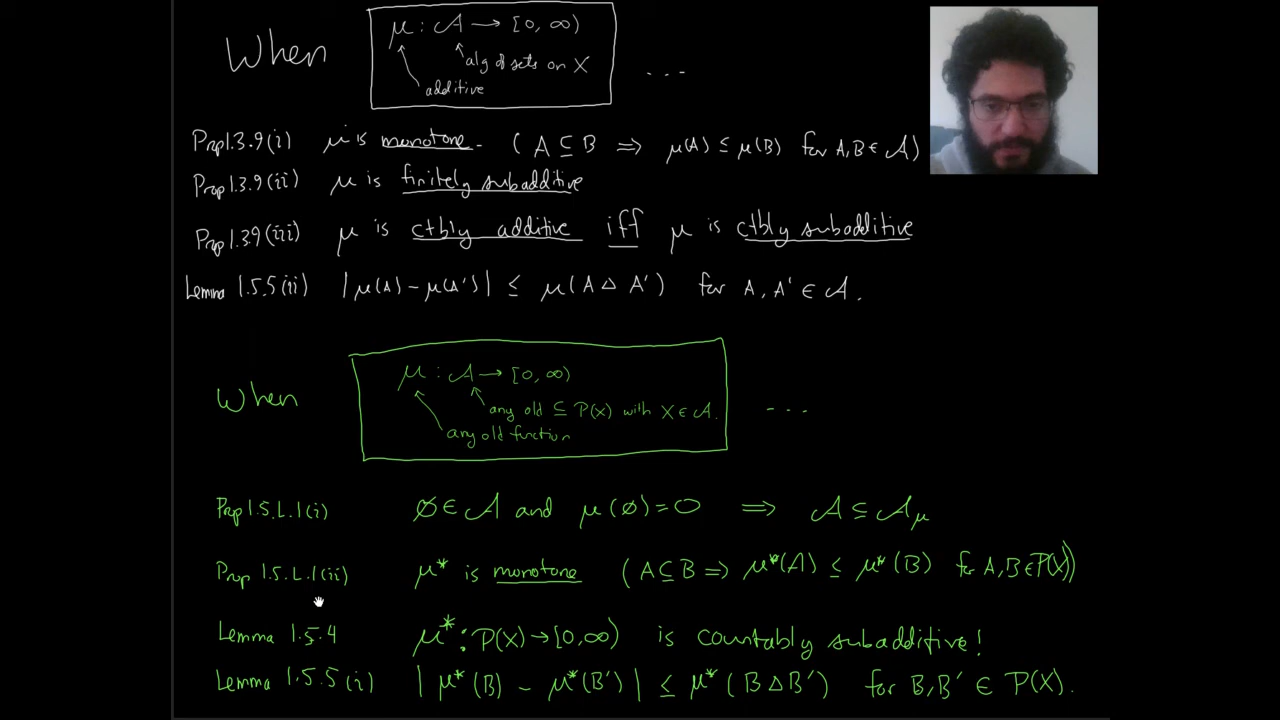 When μ : 𝒜 → [0, ∞) ...
alg of sets on X
additive
Prop 1.3.9(i) μ is monotone. (A ⊆ B ⇒ μ(A) ≤ μ(B) for A, B ∈ 𝒜)
Prop 1.3.9(ii) μ is finitely subadditive
Prop 1.3.9(iii) μ is ctbly additive iff μ is ctbly subadditive
Lemma 1.5.5(ii) |μ(A) - μ(A')| ≤ μ(A Δ A') for A, A' ∈ 𝒜.
When μ : 𝒜 → [0, ∞) ...
any old ⊆ P(X) with X ∈ 𝒜.
any old function
Prop 1.5.L.1(i) ∅ ∈ 𝒜 and μ(∅) = 0 ⇒ 𝒜 ⊆ 𝒜_μ
Prop 1.5.L.1(ii) μ* is monotone (A ⊆ B ⇒ μ*(A) ≤ μ*(B) for A, B ∈ P(X))
Lemma 1.5.4 μ* : P(X) → [0, ∞) is countably subadditive!
Lemma 1.5.5(i) |μ*(B) - μ*(B')| ≤ μ*(B Δ B') for B, B' ∈ P(X).